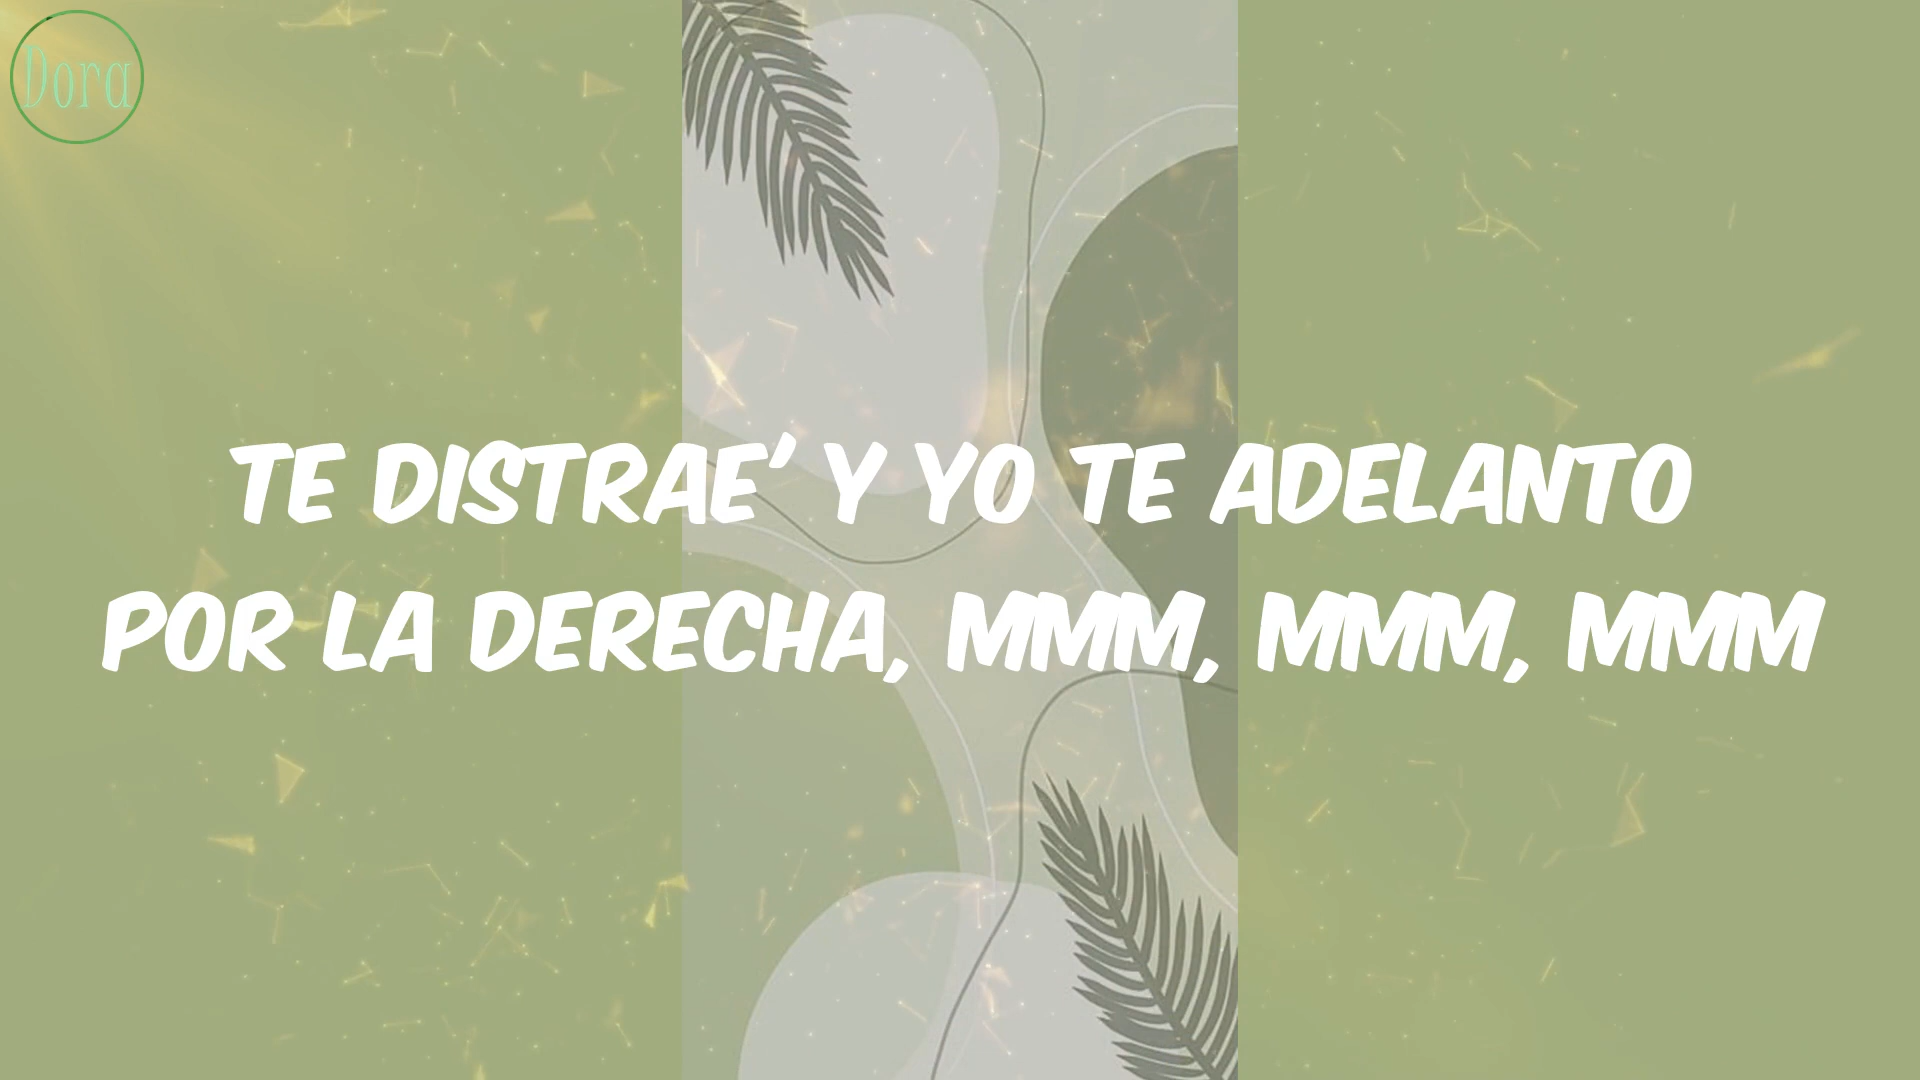 Dora
TE DISTRAE' Y YO TE ADELANTO
POR LA DERECHA, MMM, MMM, MMM